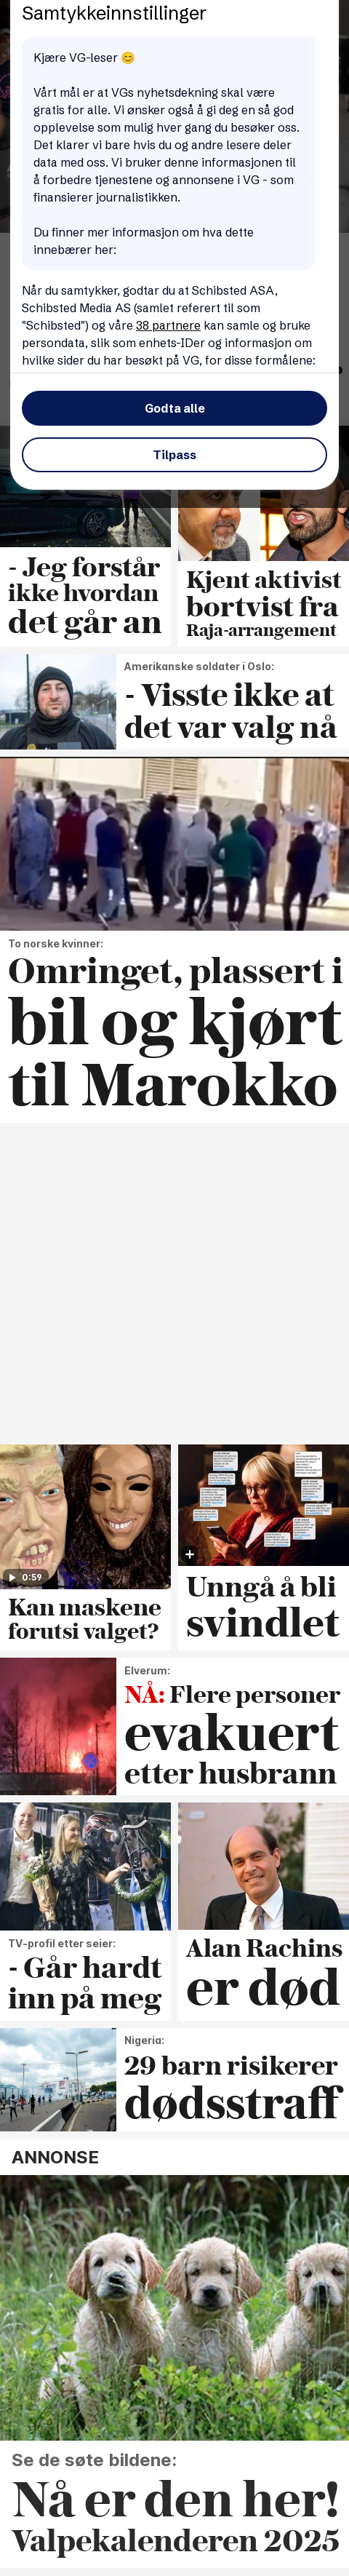 Samtykkeinnstillinger
Kjære VG-leser 😊
Vårt mål er at VGs nyhetsdekning skal være
gratis for alle. Vi ønsker også å gi deg en så god
opplevelse som mulig hver gang du besøker oss.
Det klarer vi bare hvis du og andre lesere deler
data med oss. Vi bruker denne informasjonen til
å forbedre tjenestene og annonsene i VG - som
finansierer journalistikken.
Du finner mer informasjon om hva dette
innebærer her:
Når du samtykker, godtar du at Schibsted ASA,
Schibsted Media AS (samlet referert til som
"Schibsted") og våre 38 partnere kan samle og bruke
persondata, slik som enhets-IDer og informasjon om
hvilke sider du har besøkt på VG, for disse formålene:
Godta alle
Tilpass
- Jeg forstår
ikke hvordan
det går an
Kjent aktivist
bortvist fra
Raja-arrangement
Amerikanske soldater i Oslo:
- Visste ikke at
det var valg nå
To norske kvinner:
Omringet, plassert i
bil og kjørt
til Marokko
0:59
Kan maskene
forutsi valget?
Unngå å bli
svindlet
Elverum:
NÅ: Flere personer
evakuert
etter husbrann
TV-profil etter seier:
- Går hardt
inn på meg
Alan Rachins
er død
Nigeria:
29 barn risikerer
dødsstraff
ANNONSE
Se de søte bildene:
Nå er den her!
Valpekalenderen 2025